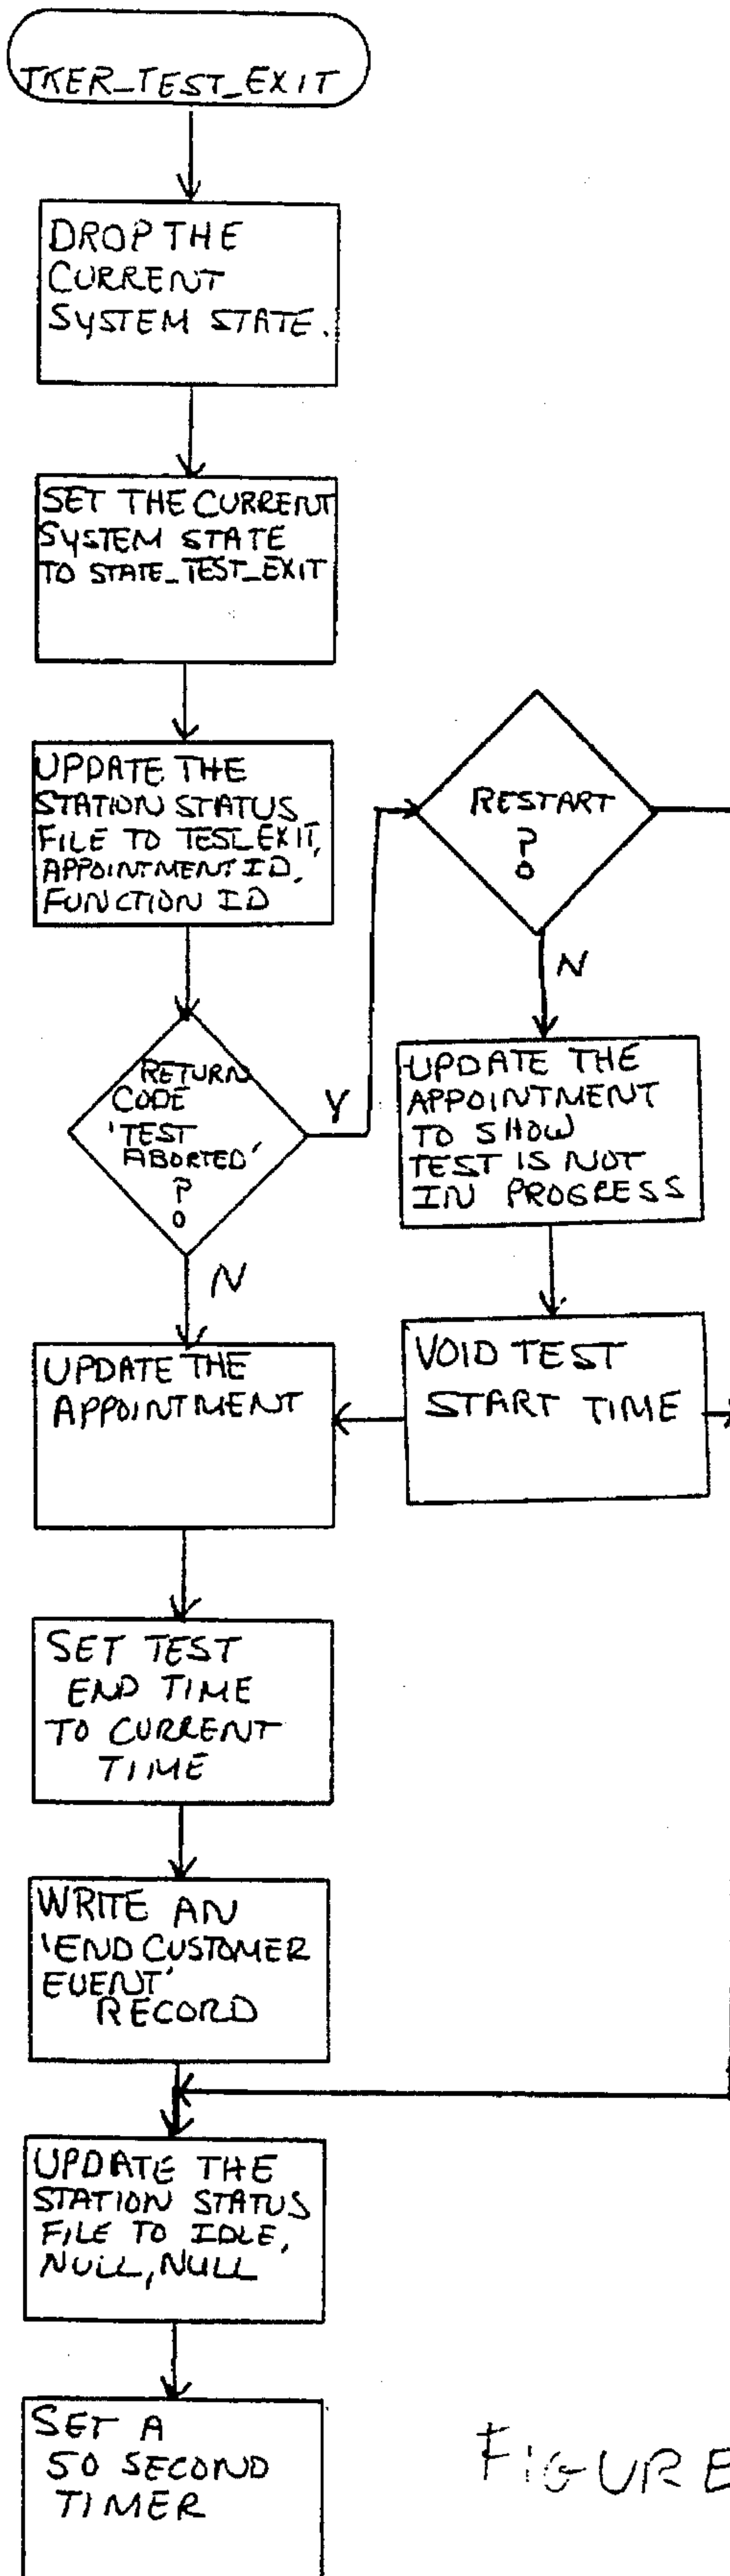 TKER_TEST_EXIT
DROP THE
CURRENT
SYSTEM STATE.
SET THE CURRENT
SYSTEM STATE
TO STATE_TEST_EXIT
UPDATE THE
STATION STATUS
FILE TO TEST_EXIT,
APPOINTMENT ID,
FUNCTION ID
RETURN
CODE
'TEST
ABORTED'
?
Y
N
RESTART
?
N
UPDATE THE
APPOINTMENT
TO SHOW
TEST IS NOT
IN PROGRESS
VOID TEST
START TIME
UPDATE THE
APPOINTMENT
SET TEST
END TIME
TO CURRENT
TIME
WRITE AN
'END CUSTOMER
EVENT'
RECORD
UPDATE THE
STATION STATUS
FILE TO IDLE,
NULL, NULL
SET A
50 SECOND
TIMER
FIGURE